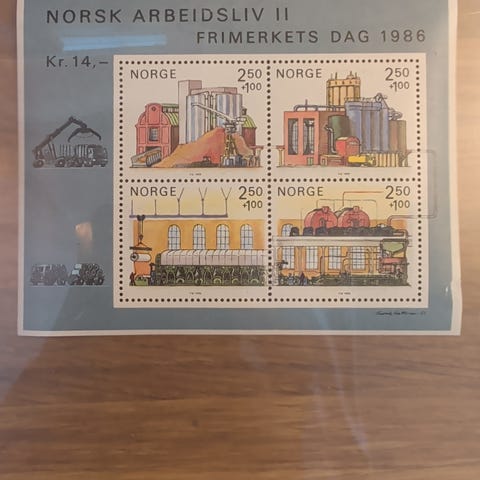 NORSK ARBEIDSLIV II
FRIMERKETS DAG 1986
Kr. 14,–
NORGE 2 50
+1 00
NORGE 2 50
+1 00
NORGE 2 50
+1 00
NORGE 2 50
+1 00